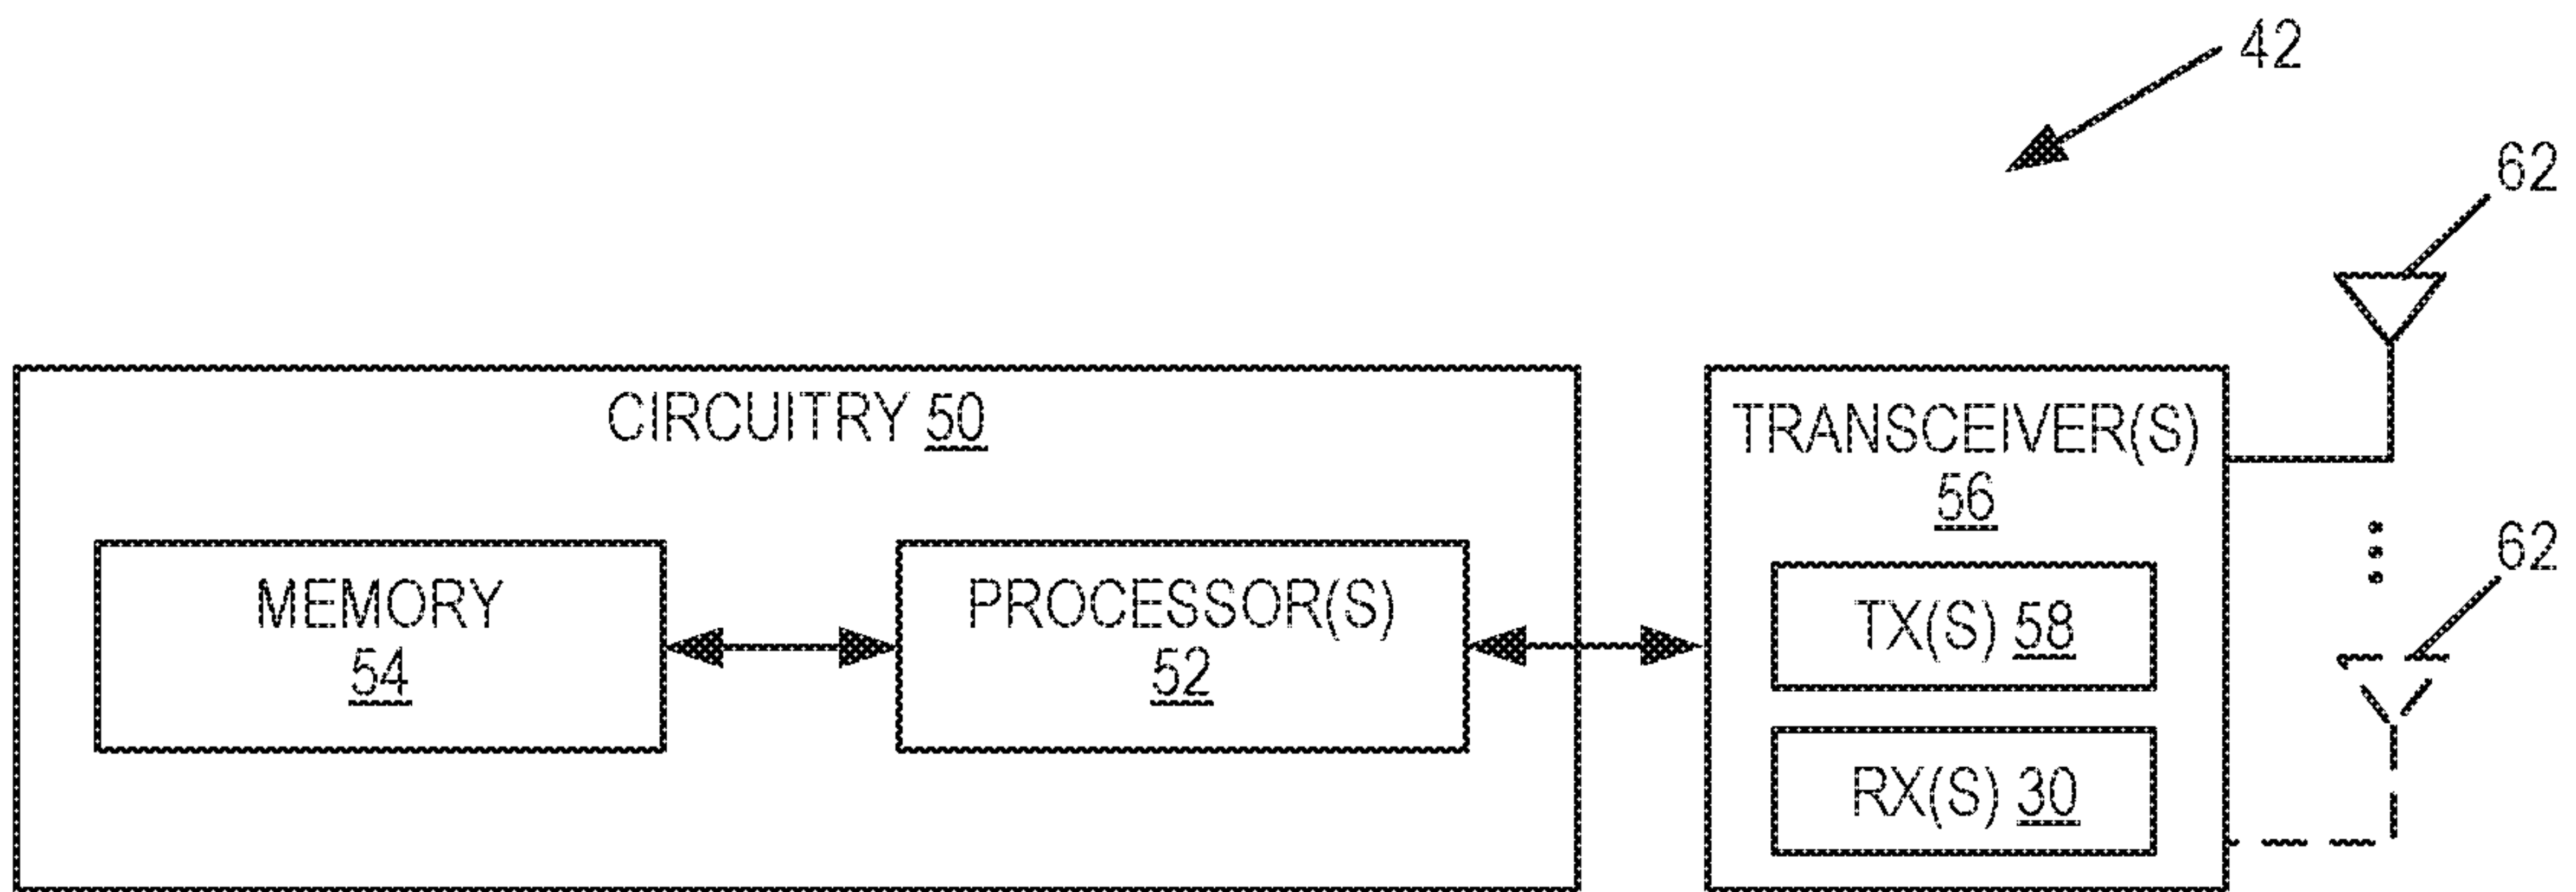 42
62
CIRCUITRY 50
TRANSCEIVER(S)
56
62
MEMORY
54
PROCESSOR(S)
52
TX(S) 58
RX(S) 30